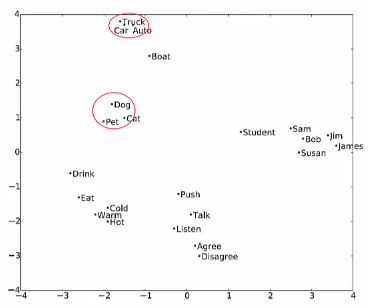 4
Truck
Car Auto
3
Boat
2
Dog
Pet Cat
1
Student
Sam
Bob
Jim
James
Susan
0
Drink
−1
Eat
Push
Cold
Warm
Hot
Talk
−2
Listen
Agree
Disagree
−3
−4
−4 −3 −2 −1 0 1 2 3 4